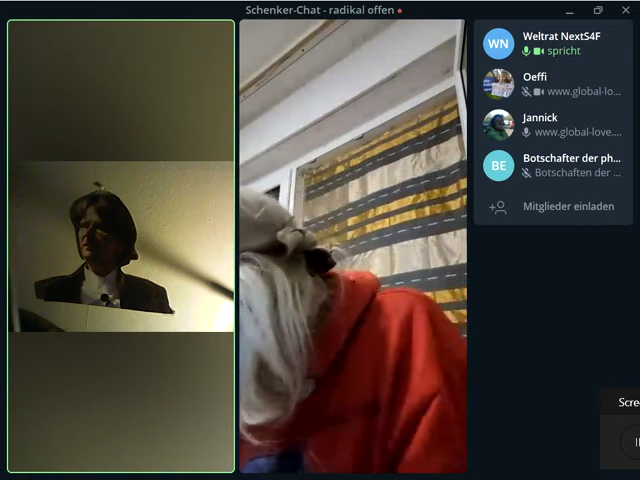 Schenker-Chat - radikal offen
WN
Weltrat NextS4F
spricht
Oeffi
www.global-lo...
Jannick
www.global-love....
BE
Botschafter der ph...
Botschaften der ...
Mitglieder einladen
Scre